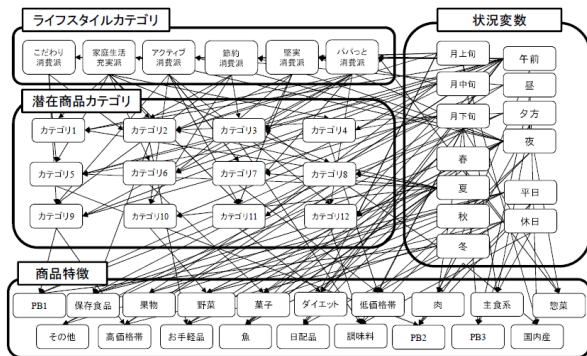 ライフスタイルカテゴリ
こだわり
消費派
家庭生活
充実派
アクティブ
消費派
節約
消費派
堅実
消費派
パパっと
消費派
潜在商品カテゴリ
カテゴリ1
カテゴリ2
カテゴリ3
カテゴリ4
カテゴリ5
カテゴリ6
カテゴリ7
カテゴリ8
カテゴリ9
カテゴリ10
カテゴリ11
カテゴリ12
状況変数
月上旬
月中旬
月下旬
春
夏
秋
冬
午前
昼
夕方
夜
平日
休日
商品特徴
PB1
保存食品
果物
野菜
菓子
ダイエット
低価格帯
肉
主食系
惣菜
その他
高価格帯
お手軽品
魚
日配品
調味料
PB2
PB3
国内産